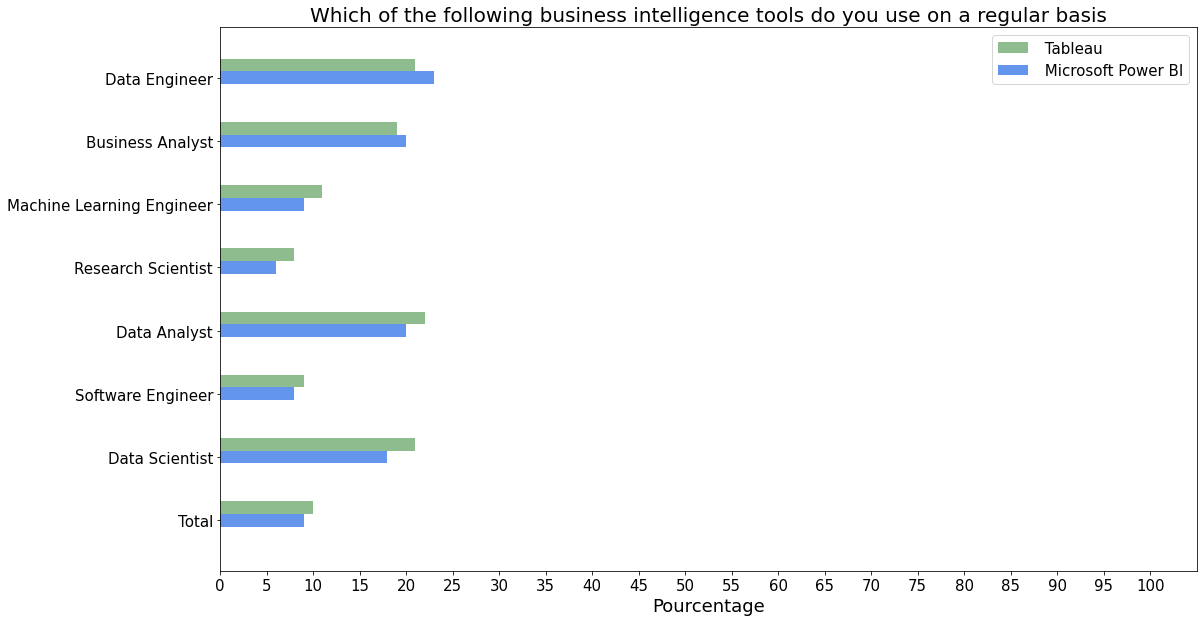 Which of the following business intelligence tools do you use on a regular basis
Tableau
Microsoft Power BI
Data Engineer
Business Analyst
Machine Learning Engineer
Research Scientist
Data Analyst
Software Engineer
Data Scientist
Total
0 5 10 15 20 25 30 35 40 45 50 55 60 65 70 75 80 85 90 95 100
Pourcentage